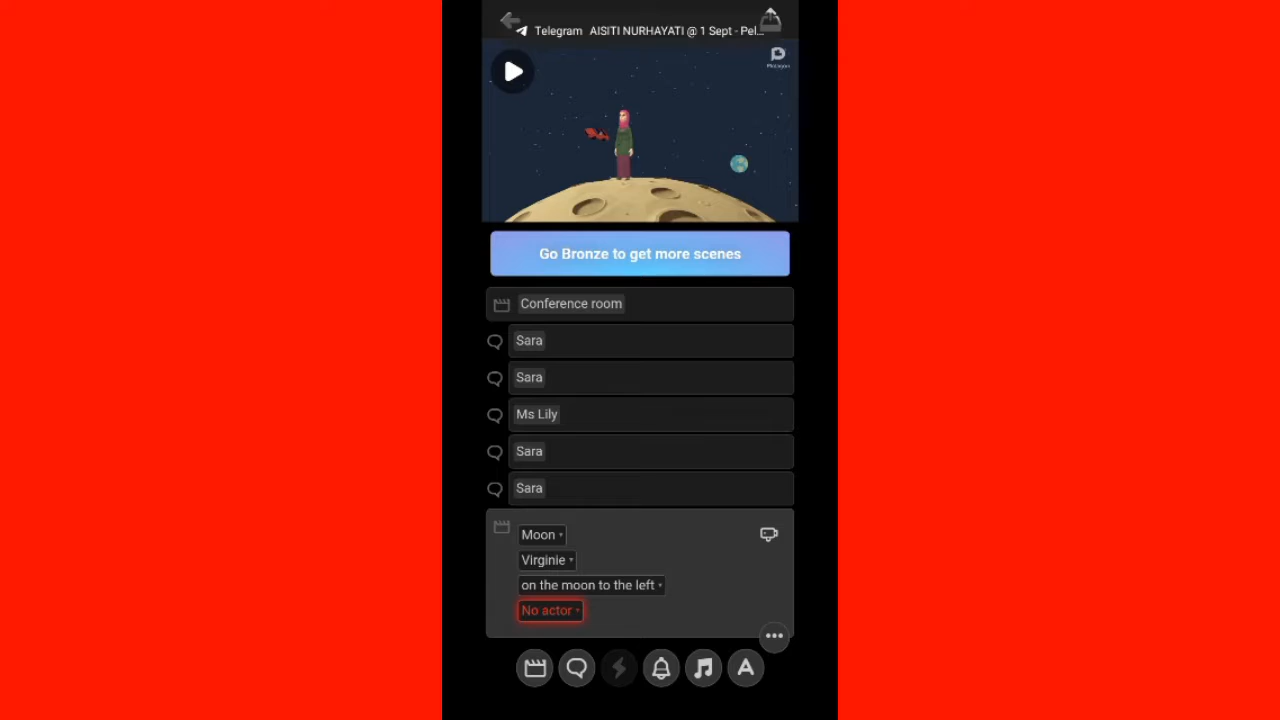 Telegram AISITI NURHAYATI @ 1 Sept - Pel...
Plotagon
Go Bronze to get more scenes
Conference room
Sara
Sara
Ms Lily
Sara
Sara
Moon
Virginie
on the moon to the left
No actor
A